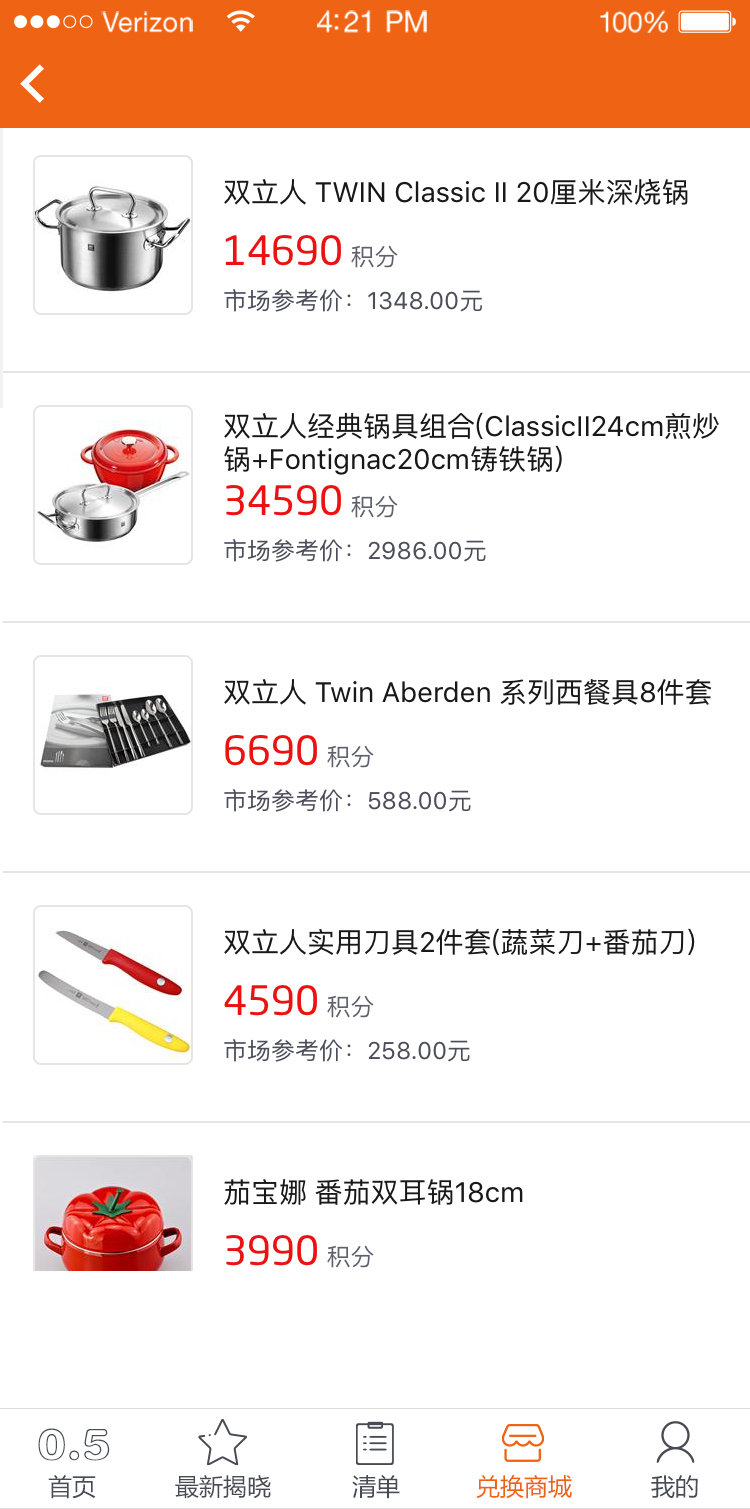 Verizon 4:21 PM 100%
双立人 TWIN Classic II 20厘米深烧锅
14690 积分
市场参考价：1348.00元
双立人经典锅具组合(ClassicII24cm煎炒
锅+Fontignac20cm铸铁锅)
34590 积分
市场参考价：2986.00元
双立人 Twin Aberden 系列西餐具8件套
6690 积分
市场参考价：588.00元
双立人实用刀具2件套(蔬菜刀+番茄刀)
4590 积分
市场参考价：258.00元
茄宝娜 番茄双耳锅18cm
3990 积分
0.5
首页 最新揭晓 清单 兑换商城 我的